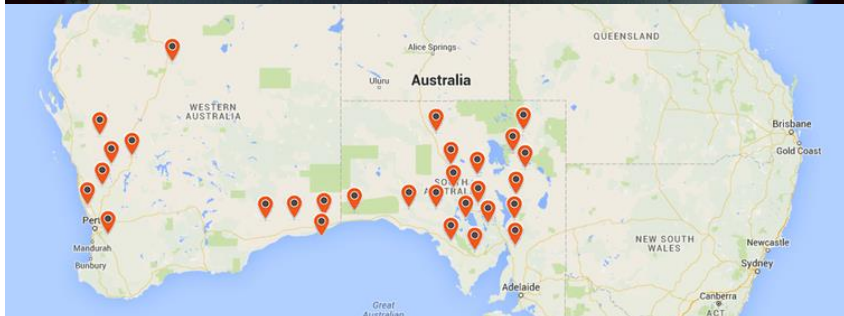 QUEENSLAND
Alice Springs
Uluru
Australia
WESTERN
AUSTRALIA
Brisbane
Gold Coast
SOUTH
AUSTRAL
Perth
NEW SOUTH
WALES
Mandurah
Newcastle
Bunbury
Sydney
Adelaide
Canberra
Great
Australian
ACT